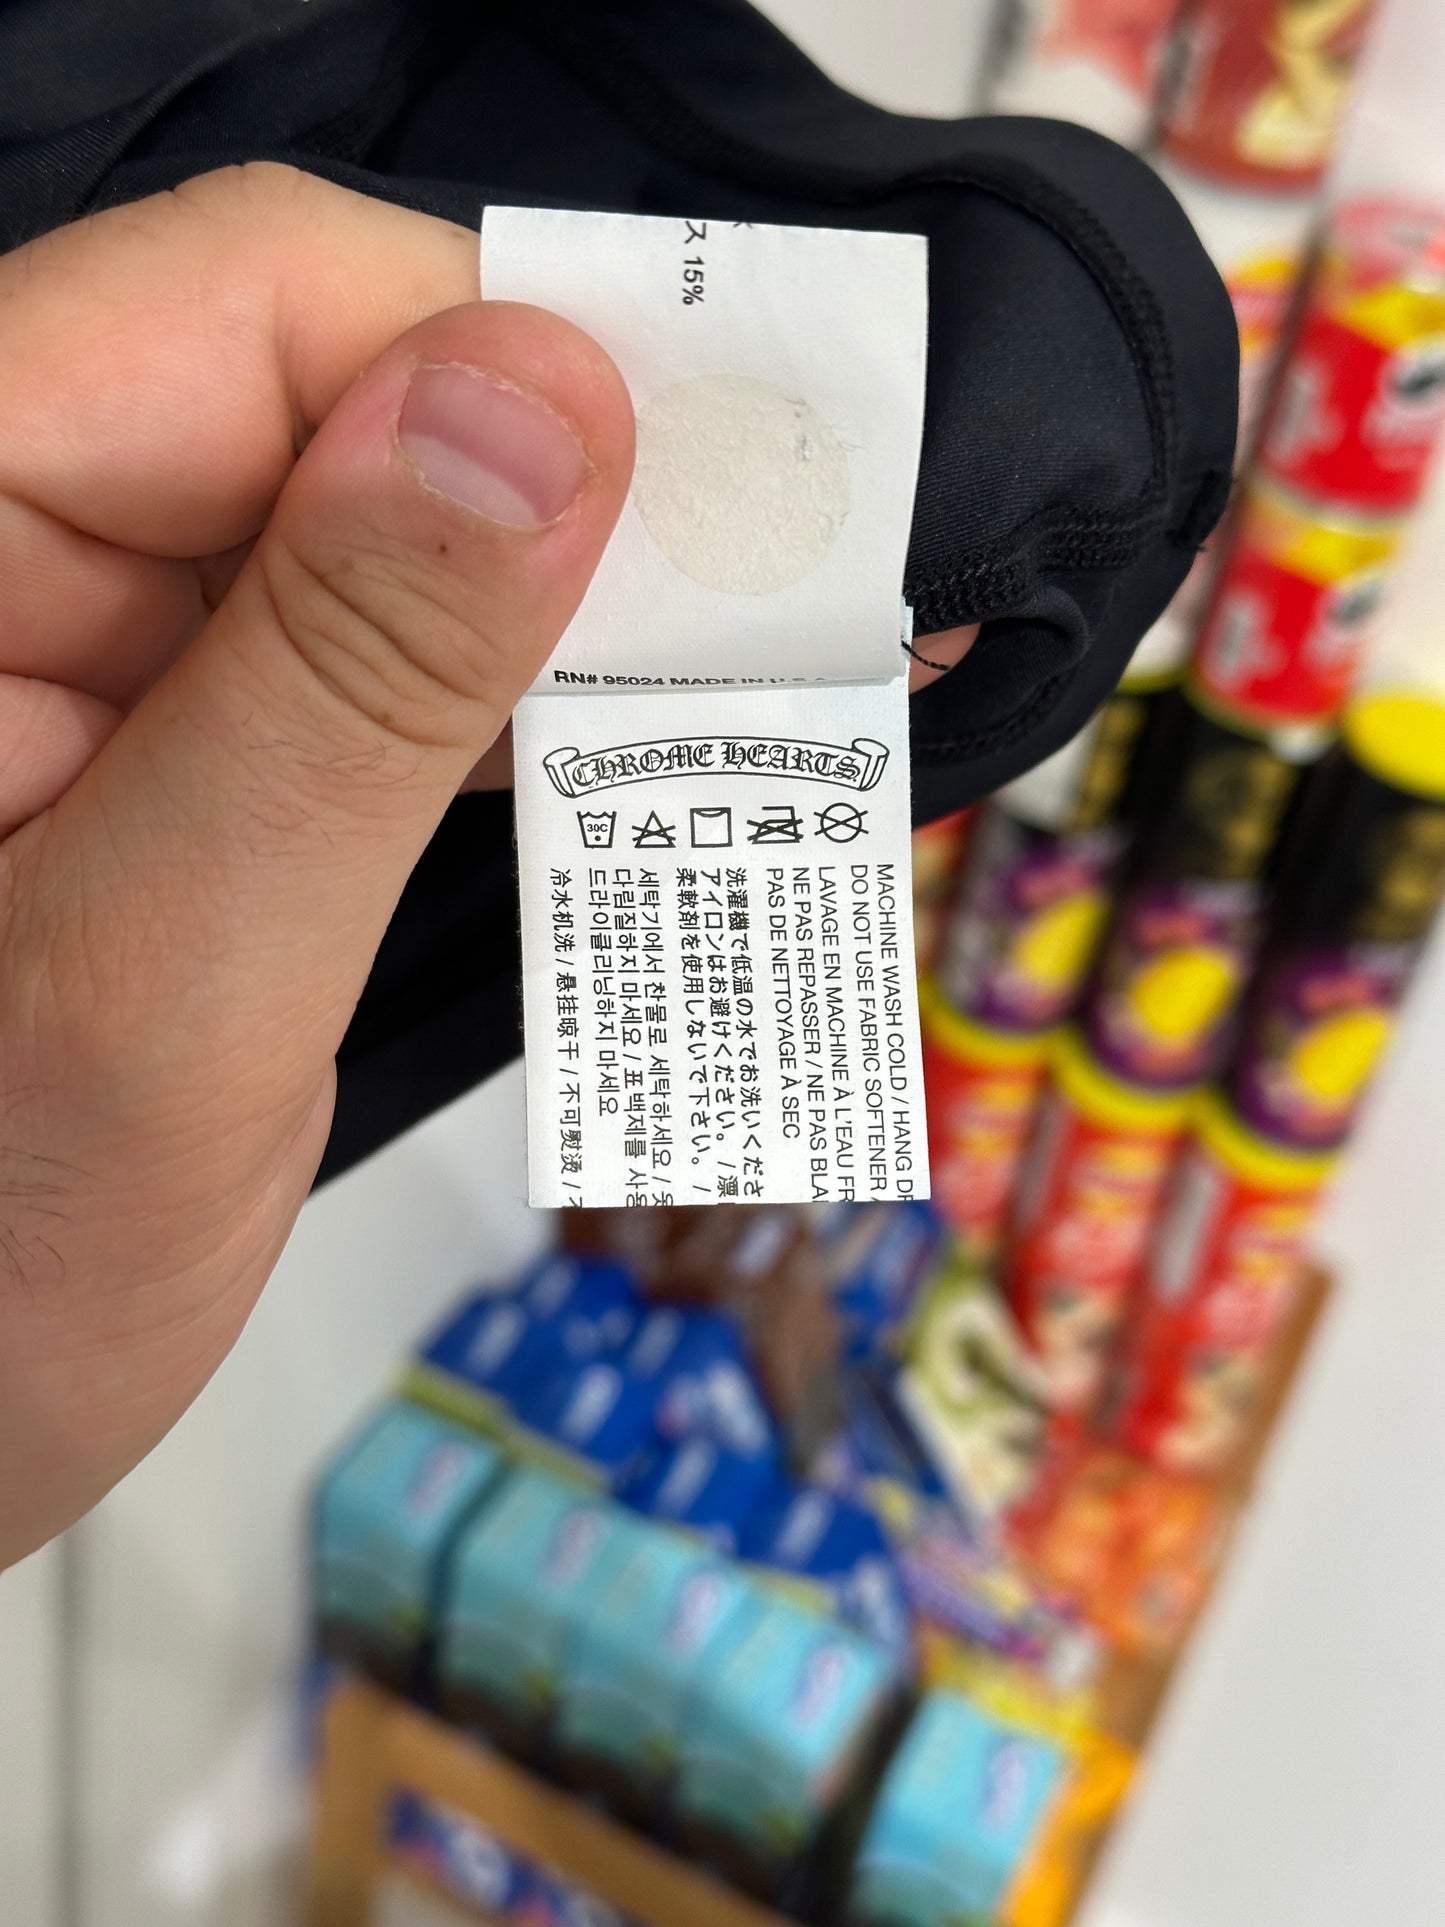 ス 15%
RN# 95024 MADE IN U.S.A.
CHROME HEARTS
30C
MACHINE WASH COLD / HANG
DO NOT USE FABRIC SOFTENER
LAVAGE EN MACHINE À L'EAU
NE PAS REPASSER / NE PAS
PAS DE NETTOYAGE À SEC
洗濯機で低温の水でお洗いくださ
アイロンはお避けください。 / 漂
柔軟剤を使用しないで下さい。 /
세탁기에서 찬물로 세탁하세요 /
다림질하지 마세요 / 표백제를 사용
드라이클리닝하지 마세요
冷水机洗 / 悬挂晾干 / 不可熨烫 /